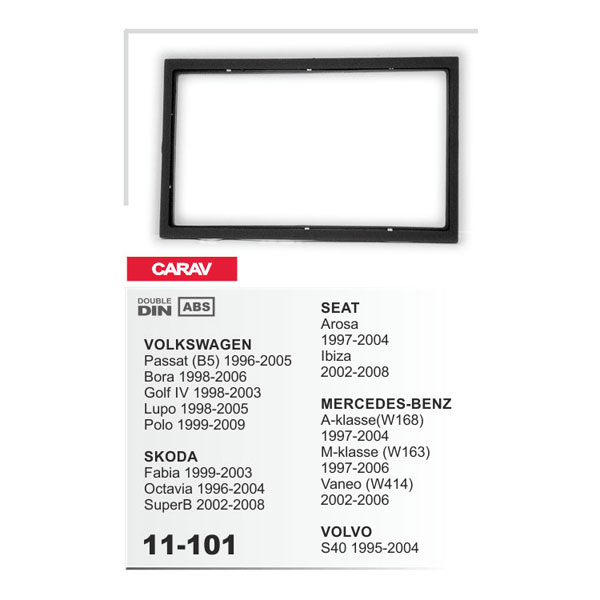 CARAV
DOUBLE
DIN ABS
VOLKSWAGEN
Passat (B5) 1996-2005
Bora 1998-2006
Golf IV 1998-2003
Lupo 1998-2005
Polo 1999-2009
SKODA
Fabia 1999-2003
Octavia 1996-2004
SuperB 2002-2008
11-101
SEAT
Arosa
1997-2004
Ibiza
2002-2008
MERCEDES-BENZ
A-klasse(W168)
1997-2004
M-klasse (W163)
1997-2006
Vaneo (W414)
2002-2006
VOLVO
S40 1995-2004